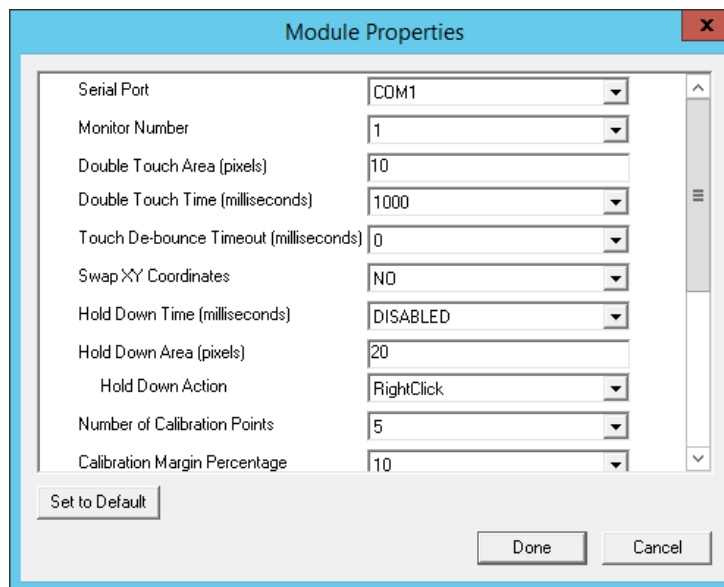 Module Properties
x
Serial Port COM1
Monitor Number 1
Double Touch Area (pixels) 10
Double Touch Time (milliseconds) 1000
Touch De-bounce Timeout (milliseconds) 0
Swap XY Coordinates NO
Hold Down Time (milliseconds) DISABLED
Hold Down Area (pixels) 20
Hold Down Action RightClick
Number of Calibration Points 5
Calibration Margin Percentage 10
Set to Default
Done Cancel